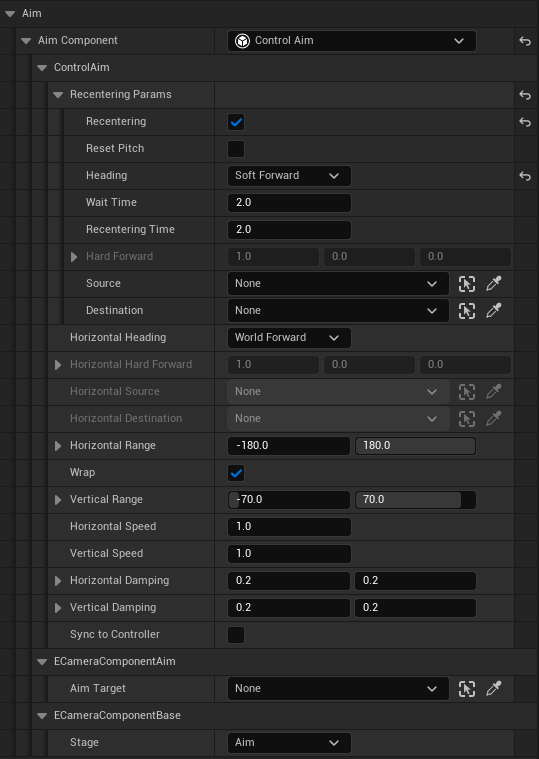 Aim
Aim Component Control Aim
ControlAim
Recentering Params
Recentering
Reset Pitch
Heading Soft Forward
Wait Time 2.0
Recentering Time 2.0
Hard Forward 1.0 0.0 0.0
Source None
Destination None
Horizontal Heading World Forward
Horizontal Hard Forward 1.0 0.0 0.0
Horizontal Source None
Horizontal Destination None
Horizontal Range -180.0 180.0
Wrap
Vertical Range -70.0 70.0
Horizontal Speed 1.0
Vertical Speed 1.0
Horizontal Damping 0.2 0.2
Vertical Damping 0.2 0.2
Sync to Controller
ECameraComponentAim
Aim Target None
ECameraComponentBase
Stage Aim